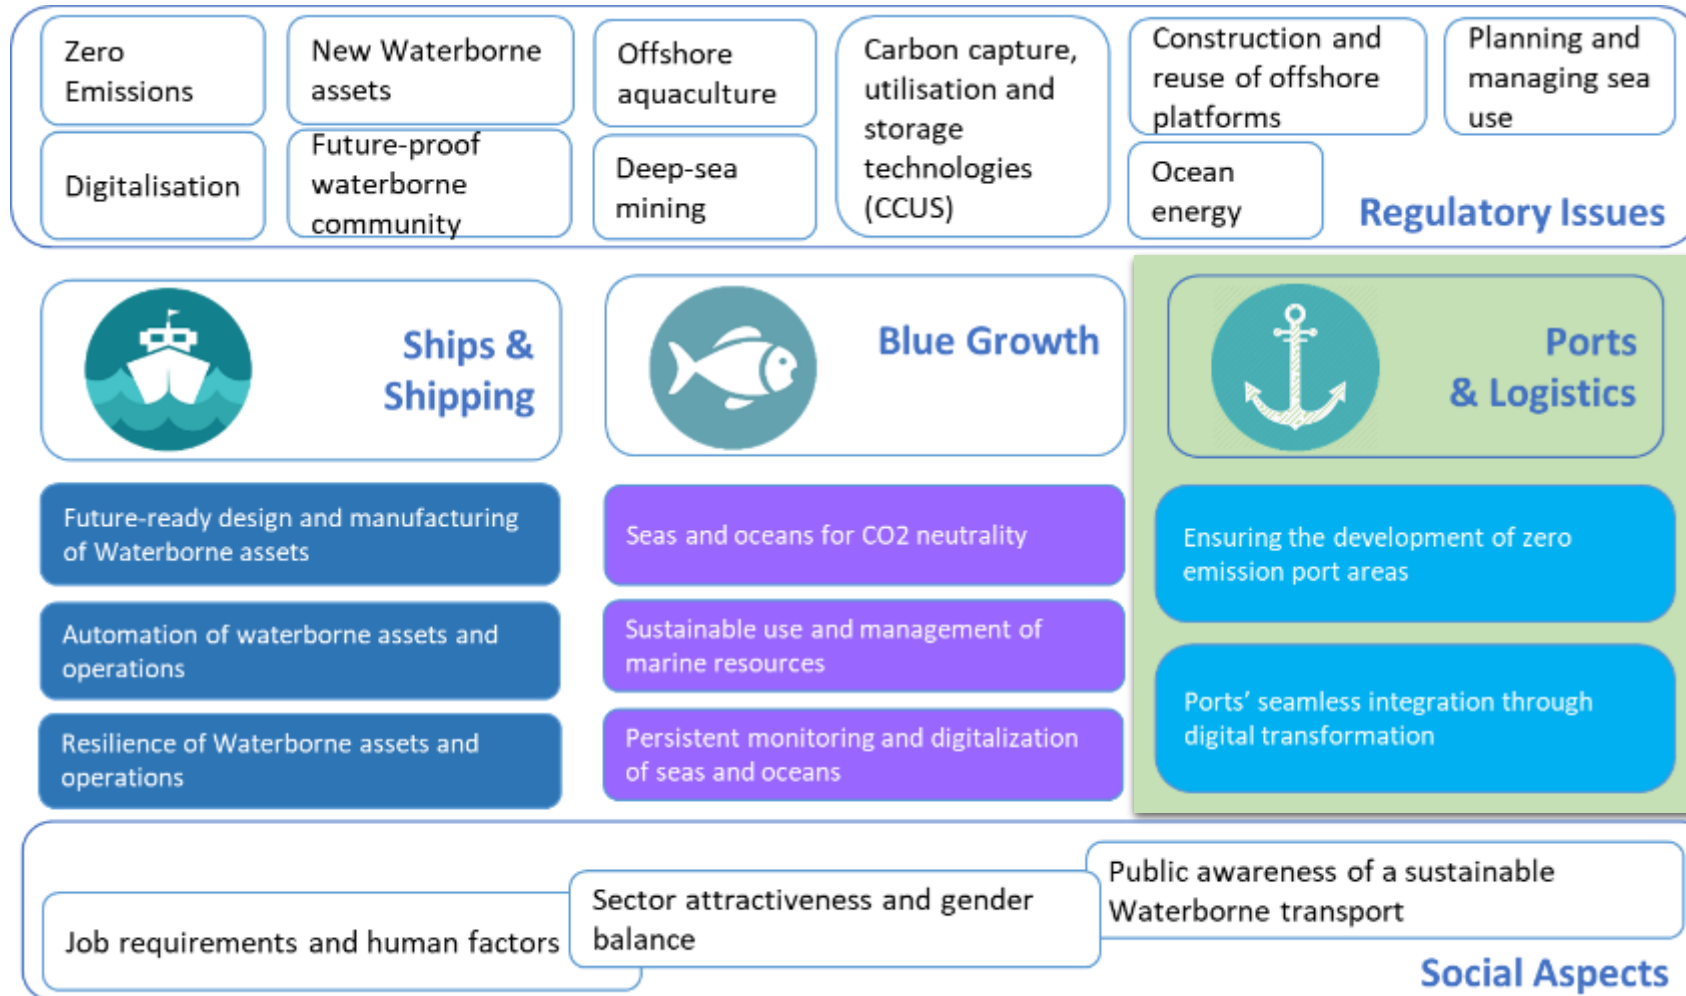 Zero
Emissions
New Waterborne
assets
Offshore
aquaculture
Carbon capture,
utilisation and
storage
technologies
(CCUS)
Construction and
reuse of offshore
platforms
Planning and
managing sea
use
Digitalisation
Future-proof
waterborne
community
Deep-sea
mining
Ocean
energy
Regulatory Issues
Ships &
Shipping
Blue Growth
Ports
& Logistics
Future-ready design and manufacturing
of Waterborne assets
Automation of waterborne assets and
operations
Resilience of Waterborne assets and
operations
Seas and oceans for CO2 neutrality
Sustainable use and management of
marine resources
Persistent monitoring and digitalization
of seas and oceans
Ensuring the development of zero
emission port areas
Ports’ seamless integration through
digital transformation
Job requirements and human factors
Sector attractiveness and gender
balance
Public awareness of a sustainable
Waterborne transport
Social Aspects